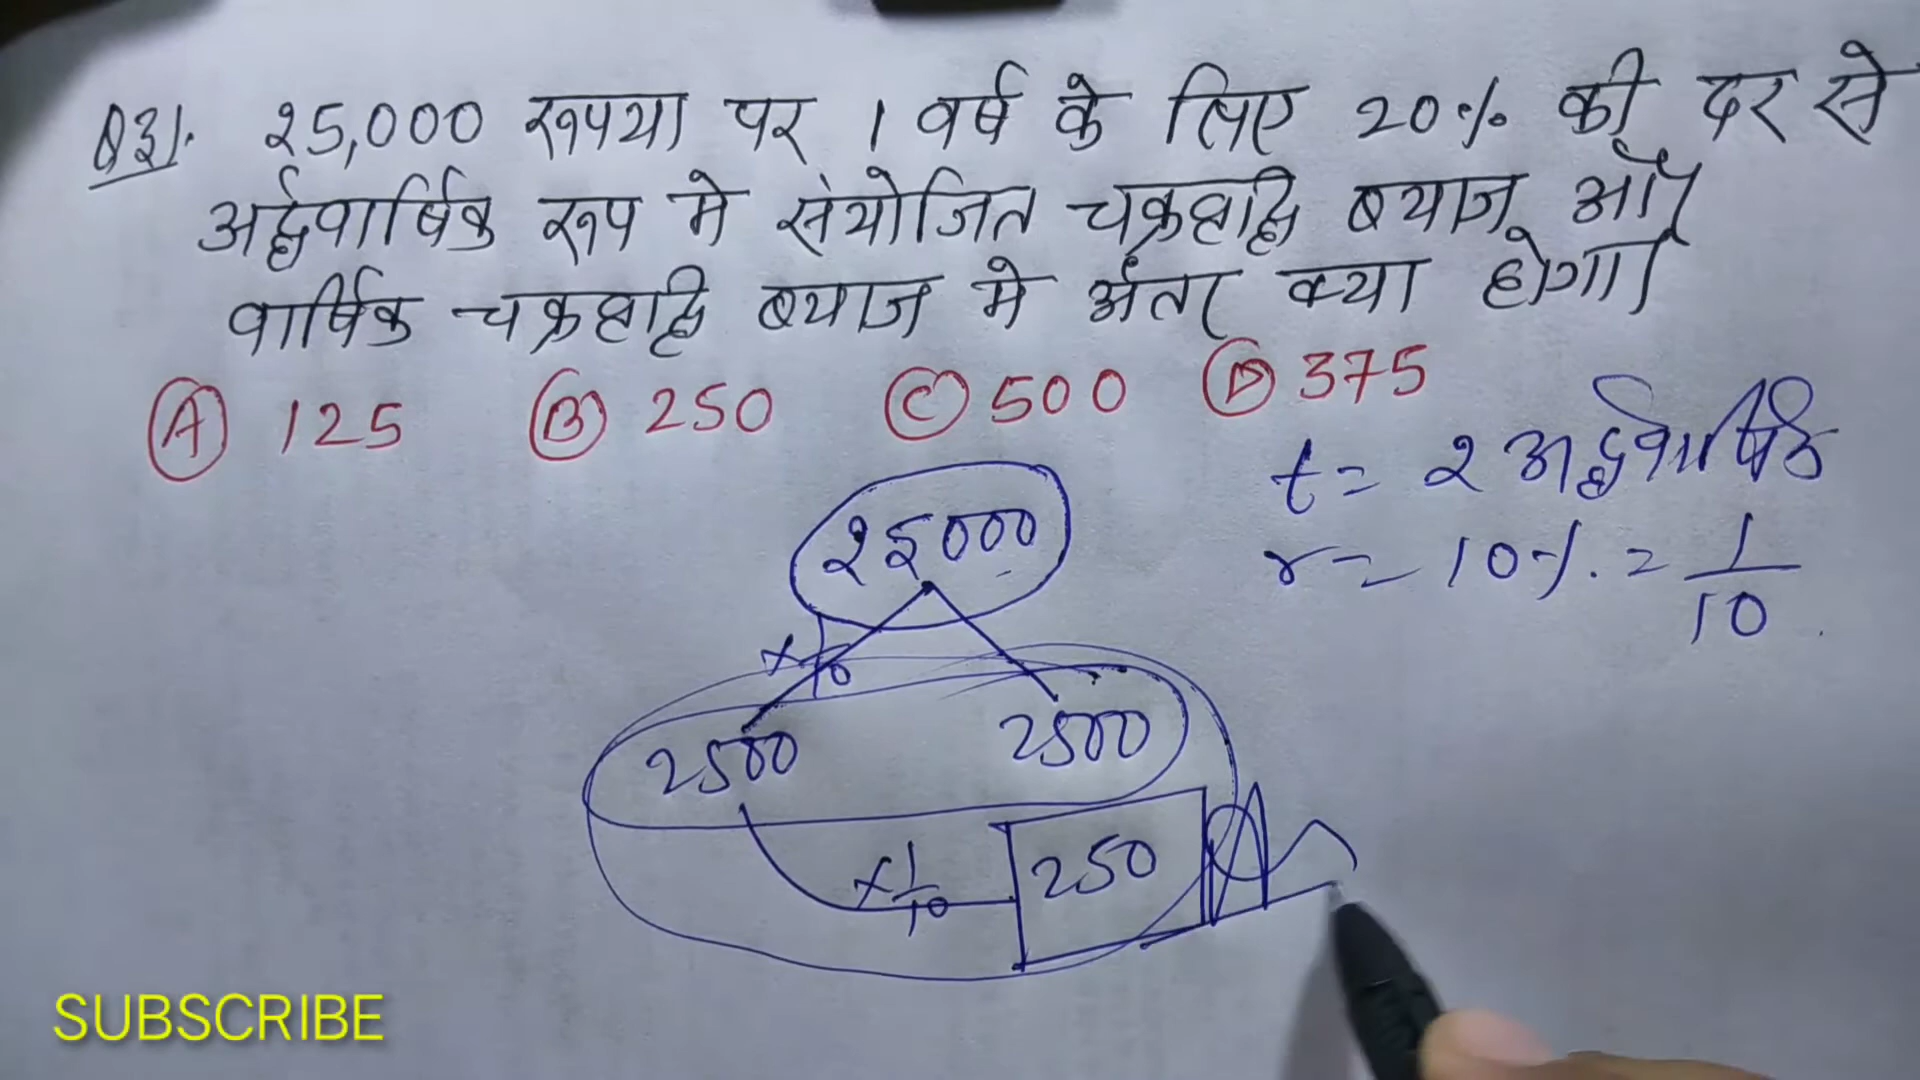 Q31. 25,000 रूपया पर 1 वर्ष के लिए 20% की दर से
अर्द्धवार्षिक रूप मे संयोजित चक्रवृद्धि ब्याज और
वार्षिक चक्रवृद्धि ब्याज मे अंतर क्या होगा।
(A) 125 (B) 250 (C) 500 (D) 375
t = 2 अर्द्धवार्षिक
r = 10% = 1/10
25000
× 1/10
2500 2500
× 1/10 250
SUBSCRIBE